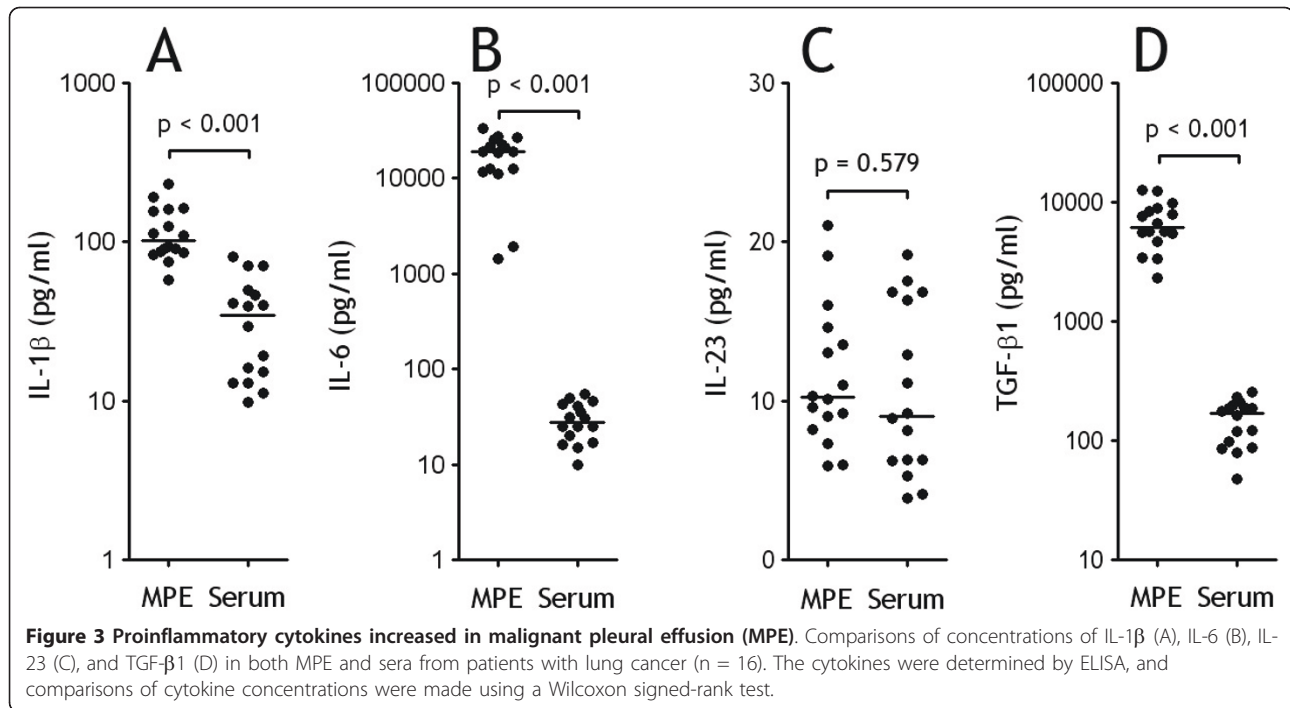 A
1000
100
10
1
IL-1β (pg/ml)
p < 0.001
MPE Serum
B
100000
10000
1000
100
10
1
IL-6 (pg/ml)
p < 0.001
MPE Serum
C
30
20
10
0
IL-23 (pg/ml)
p = 0.579
MPE Serum
D
100000
10000
1000
100
10
TGF-β1 (pg/ml)
p < 0.001
MPE Serum
Figure 3 Proinflammatory cytokines increased in malignant pleural effusion (MPE). Comparisons of concentrations of IL-1β (A), IL-6 (B), IL-
23 (C), and TGF-β1 (D) in both MPE and sera from patients with lung cancer (n = 16). The cytokines were determined by ELISA, and
comparisons of cytokine concentrations were made using a Wilcoxon signed-rank test.